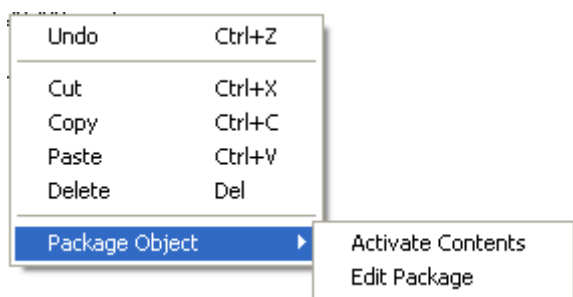 Undo Ctrl+Z
Cut Ctrl+X
Copy Ctrl+C
Paste Ctrl+V
Delete Del
Package Object
Activate Contents
Edit Package